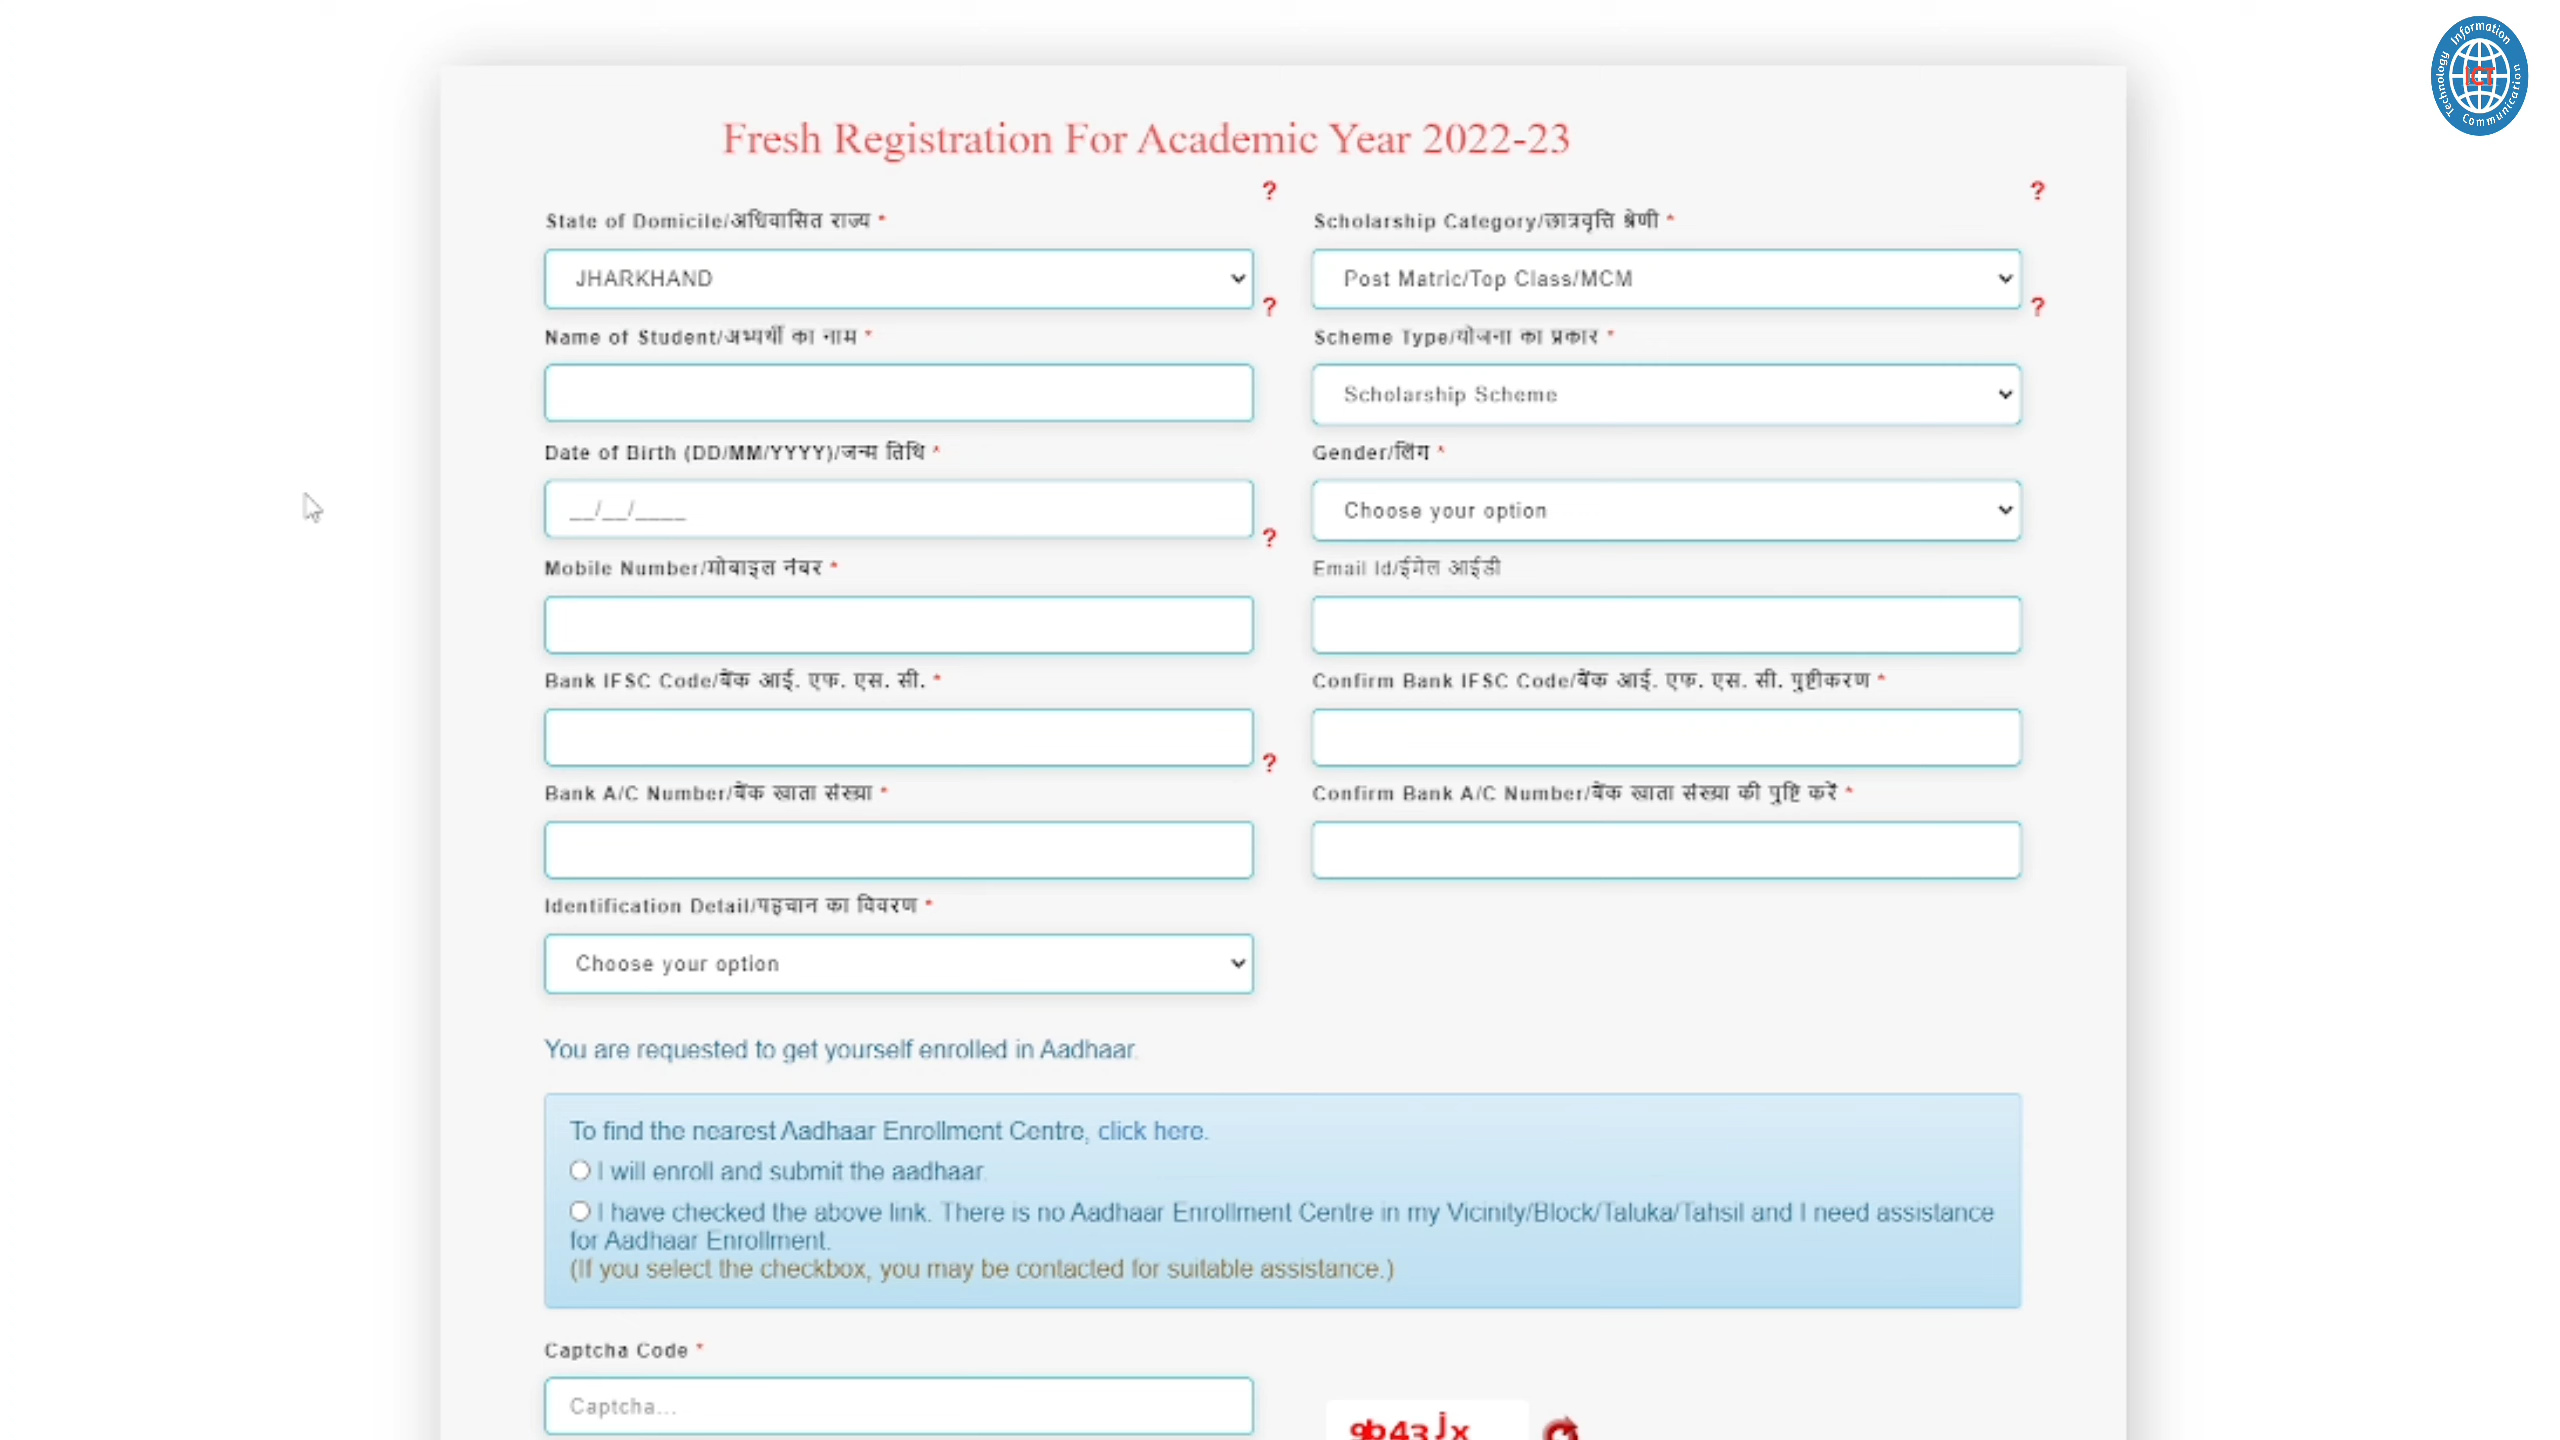 Information
Technology
ICT
Communication
Fresh Registration For Academic Year 2022-23
? ?
State of Domicile/अधिवासित राज्य * Scholarship Category/छात्रवृत्ति श्रेणी *
JHARKHAND Post Matric/Top Class/MCM
? ?
Name of Student/अभ्यर्थी का नाम * Scheme Type/योजना का प्रकार *
Scholarship Scheme
Date of Birth (DD/MM/YYYY)/जन्म तिथि * Gender/लिंग *
__/__/____ Choose your option
?
Mobile Number/मोबाइल नंबर * Email Id/ईमेल आईडी
Bank IFSC Code/बैंक आई. एफ. एस. सी. * Confirm Bank IFSC Code/बैंक आई. एफ. एस. सी. पुष्टीकरण *
?
Bank A/C Number/बैंक खाता संख्या * Confirm Bank A/C Number/बैंक खाता संख्या की पुष्टि करें *
Identification Detail/पहचान का विवरण *
Choose your option
You are requested to get yourself enrolled in Aadhaar.
To find the nearest Aadhaar Enrollment Centre, click here.
I will enroll and submit the aadhaar.
I have checked the above link. There is no Aadhaar Enrollment Centre in my Vicinity/Block/Taluka/Tahsil and I need assistance
for Aadhaar Enrollment.
(If you select the checkbox, you may be contacted for suitable assistance.)
Captcha Code *
Captcha...